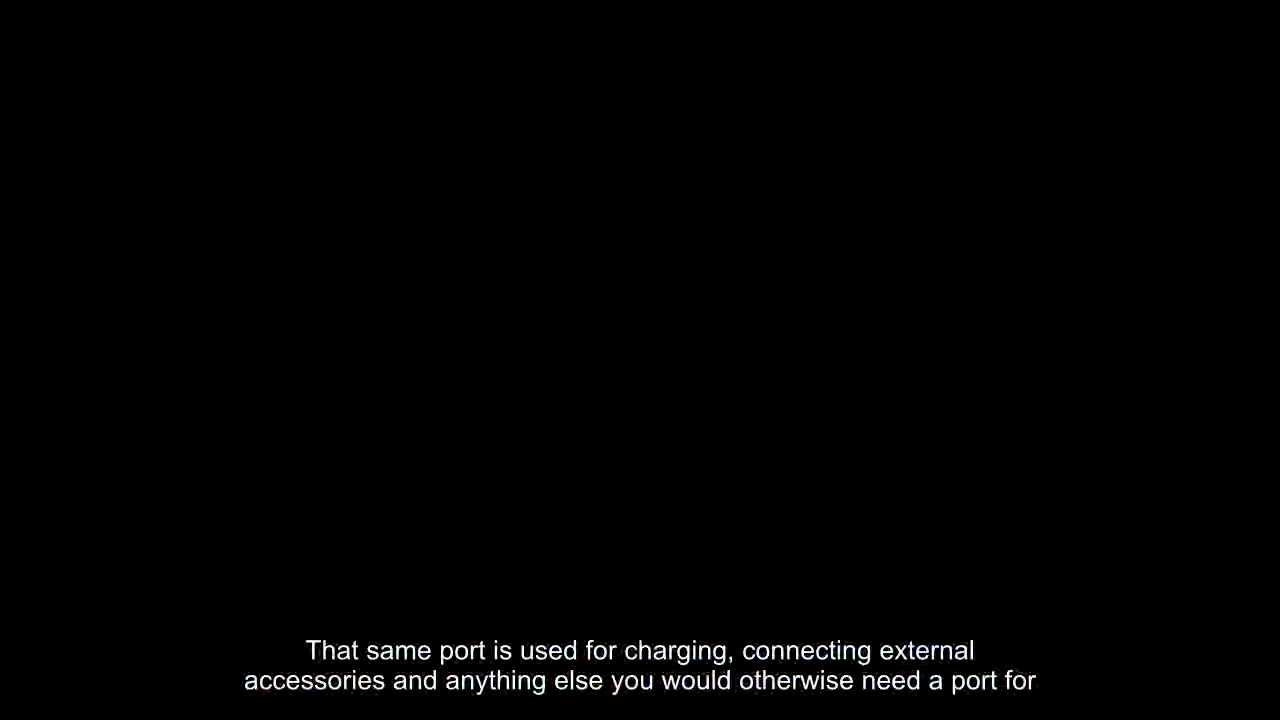 That same port is used for charging, connecting external
accessories and anything else you would otherwise need a port for